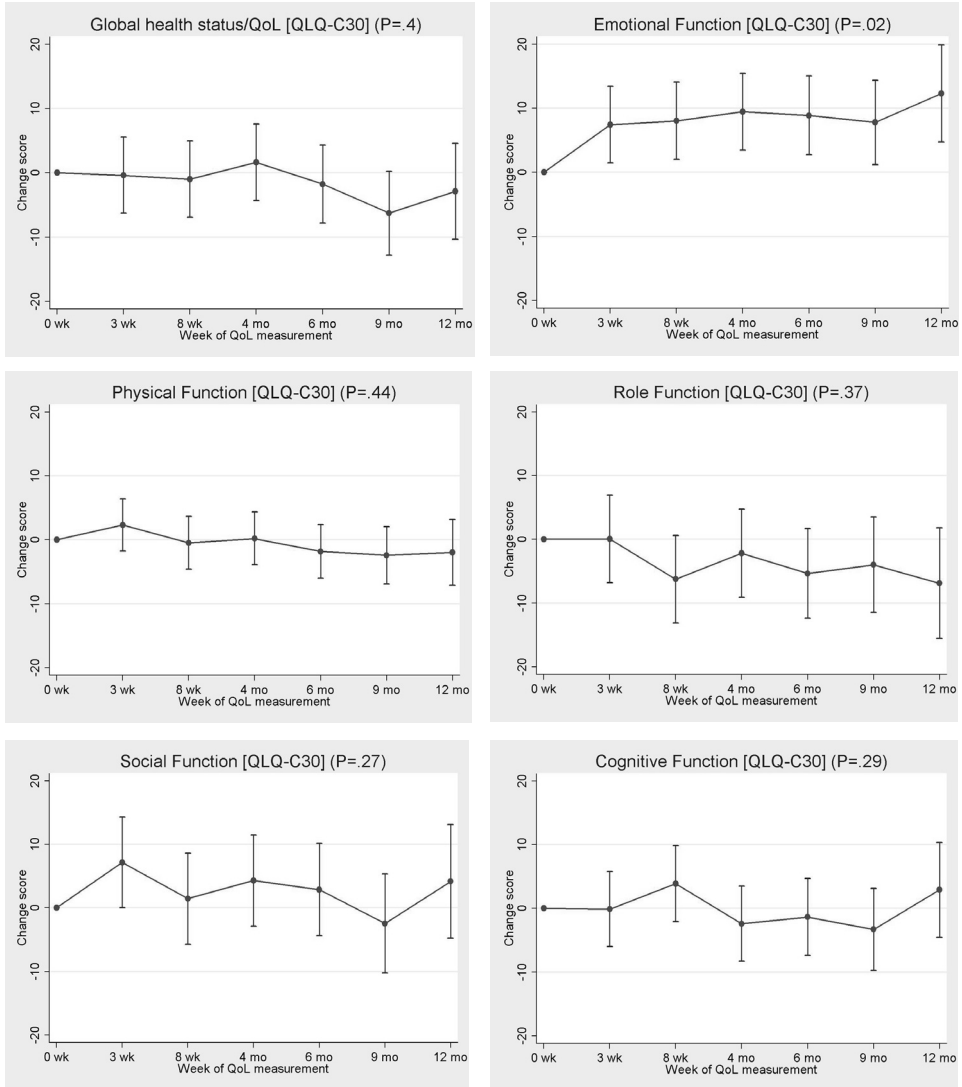 Global health status/QoL [QLQ-C30] (P=.4)
20
10
0
-10
-20
Change score
0 wk 3 wk 8 wk 4 mo 6 mo 9 mo 12 mo
Week of QoL measurement
Emotional Function [QLQ-C30] (P=.02)
20
10
0
-10
-20
Change score
0 wk 3 wk 8 wk 4 mo 6 mo 9 mo 12 mo
Week of QoL measurement
Physical Function [QLQ-C30] (P=.44)
20
10
0
-10
-20
Change score
0 wk 3 wk 8 wk 4 mo 6 mo 9 mo 12 mo
Week of QoL measurement
Role Function [QLQ-C30] (P=.37)
20
10
0
-10
-20
Change score
0 wk 3 wk 8 wk 4 mo 6 mo 9 mo 12 mo
Week of QoL measurement
Social Function [QLQ-C30] (P=.27)
20
10
0
-10
-20
Change score
0 wk 3 wk 8 wk 4 mo 6 mo 9 mo 12 mo
Week of QoL measurement
Cognitive Function [QLQ-C30] (P=.29)
20
10
0
-10
-20
Change score
0 wk 3 wk 8 wk 4 mo 6 mo 9 mo 12 mo
Week of QoL measurement